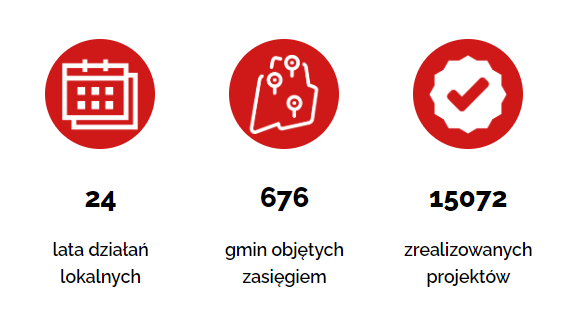 24
lata działań
lokalnych
676
gmin objętych
zasięgiem
15072
zrealizowanych
projektów